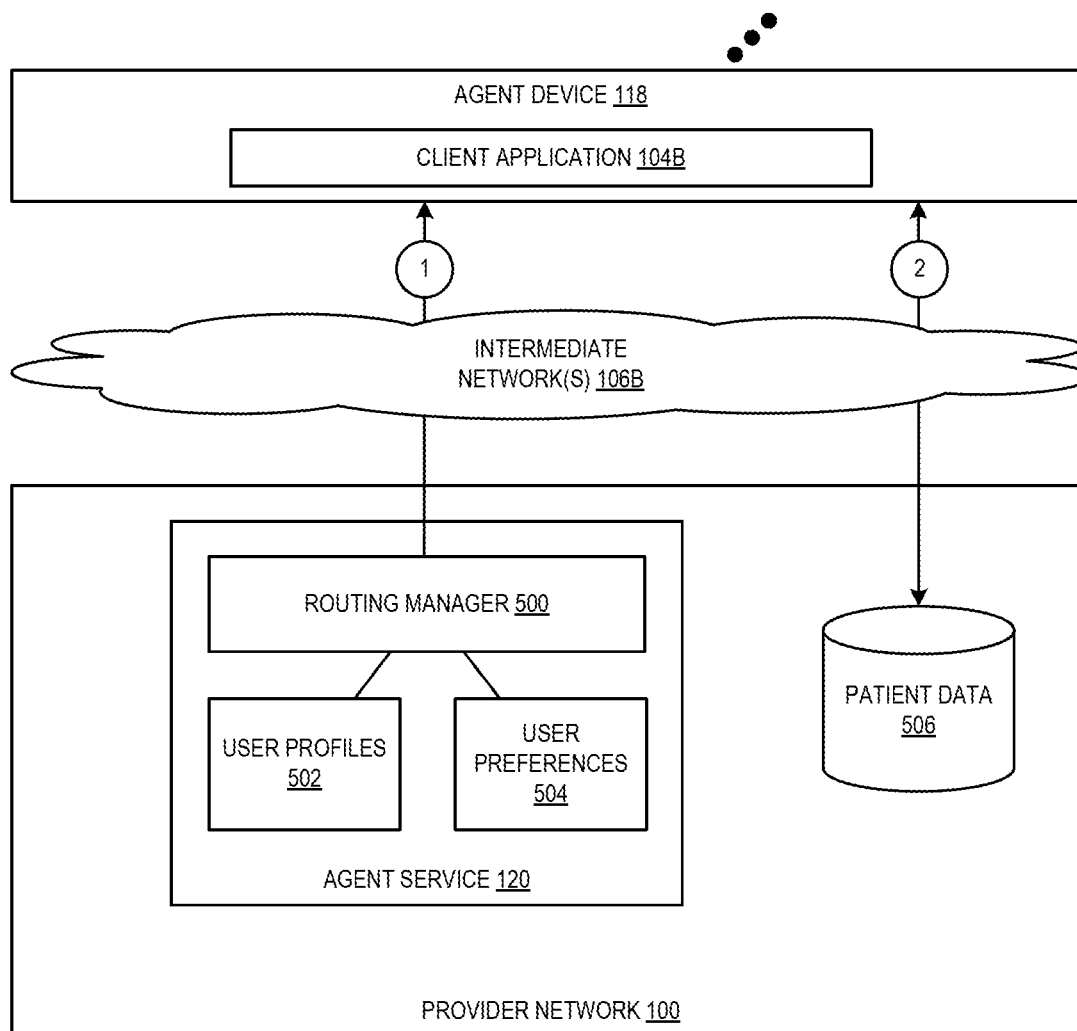 AGENT DEVICE 118
CLIENT APPLICATION 104B
1
2
INTERMEDIATE
NETWORK(S) 106B
ROUTING MANAGER 500
USER PROFILES
502
USER
PREFERENCES
504
PATIENT DATA
506
AGENT SERVICE 120
PROVIDER NETWORK 100